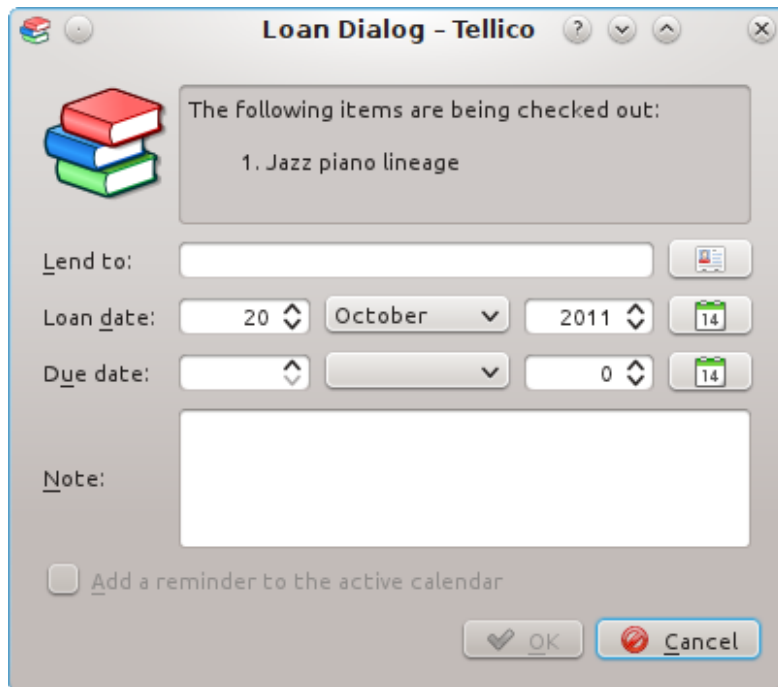 Loan Dialog – Tellico
The following items are being checked out:
1. Jazz piano lineage
Lend to:
Loan date: 20 October 2011 14
Due date: 0 14
Note:
Add a reminder to the active calendar
OK Cancel